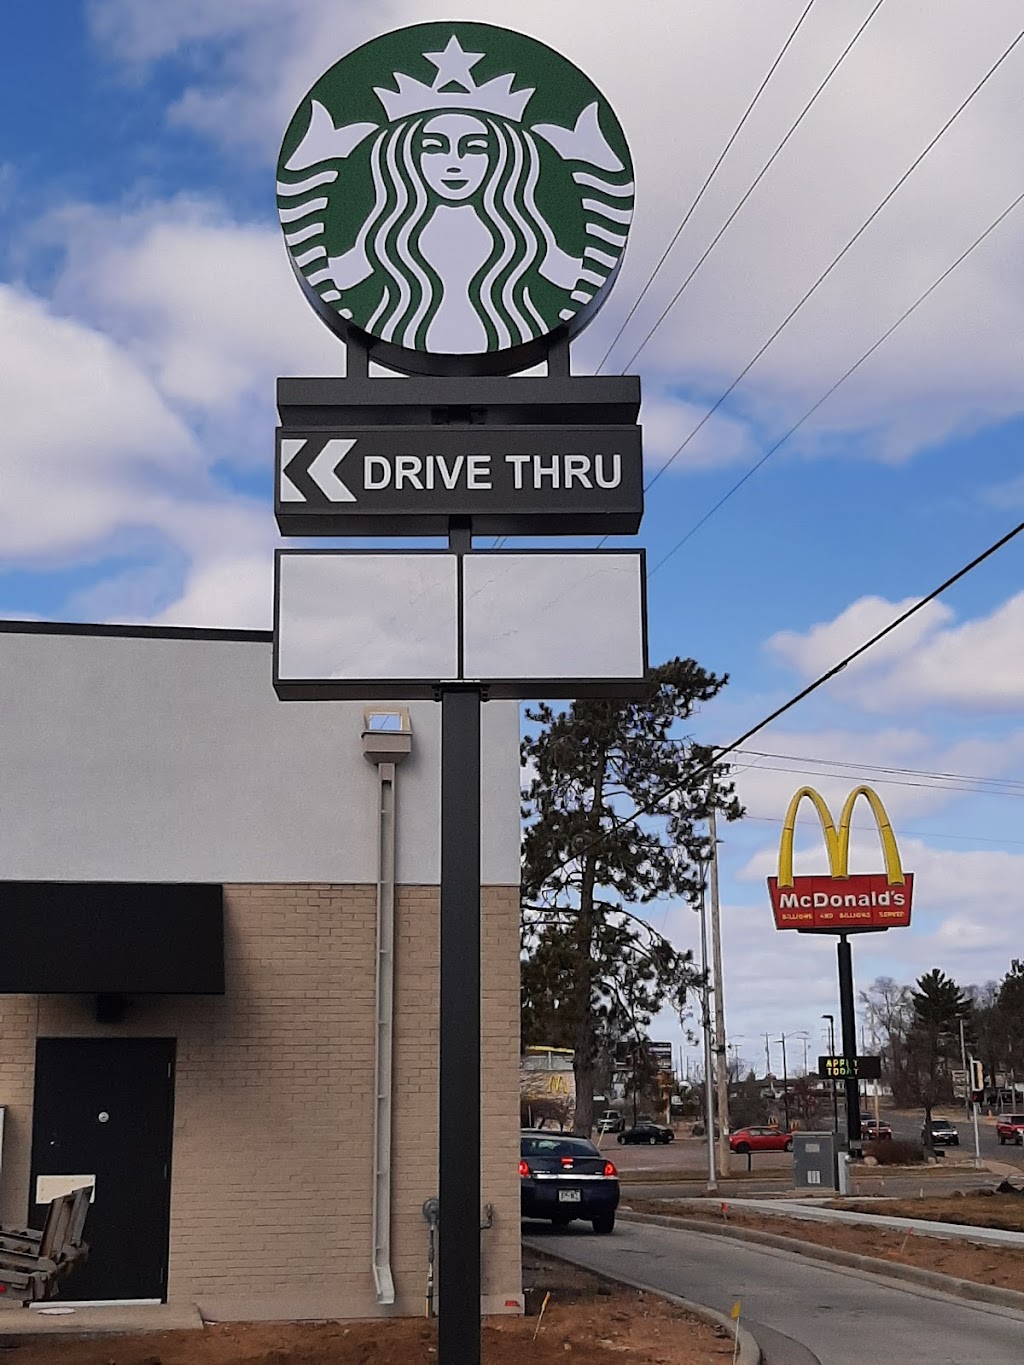 DRIVE THRU
McDonald's
BILLIONS AND BILLIONS SERVED
APPLY
TODAY